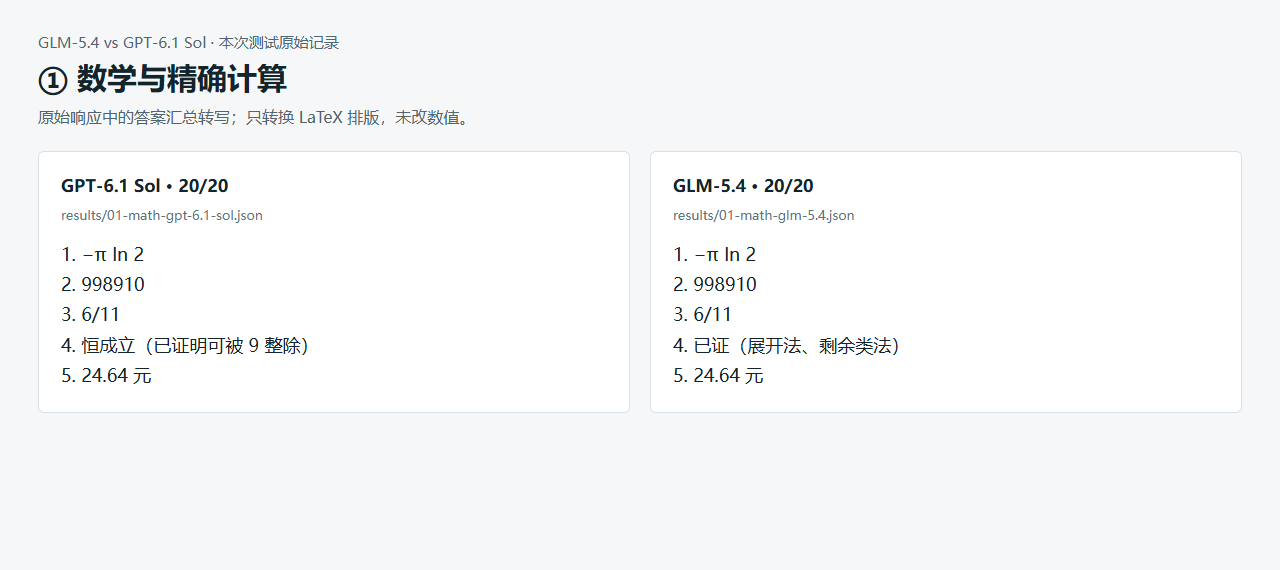 GLM-5.4 vs GPT-6.1 Sol · 本次测试原始记录
① 数学与精确计算
原始响应中的答案汇总转写；只转换 LaTeX 排版，未改数值。
GPT-6.1 Sol • 20/20
results/01-math-gpt-6.1-sol.json
1. −π ln 2
2. 998910
3. 6/11
4. 恒成立（已证明可被 9 整除）
5. 24.64 元
GLM-5.4 • 20/20
results/01-math-glm-5.4.json
1. −π ln 2
2. 998910
3. 6/11
4. 已证（展开法、剩余类法）
5. 24.64 元